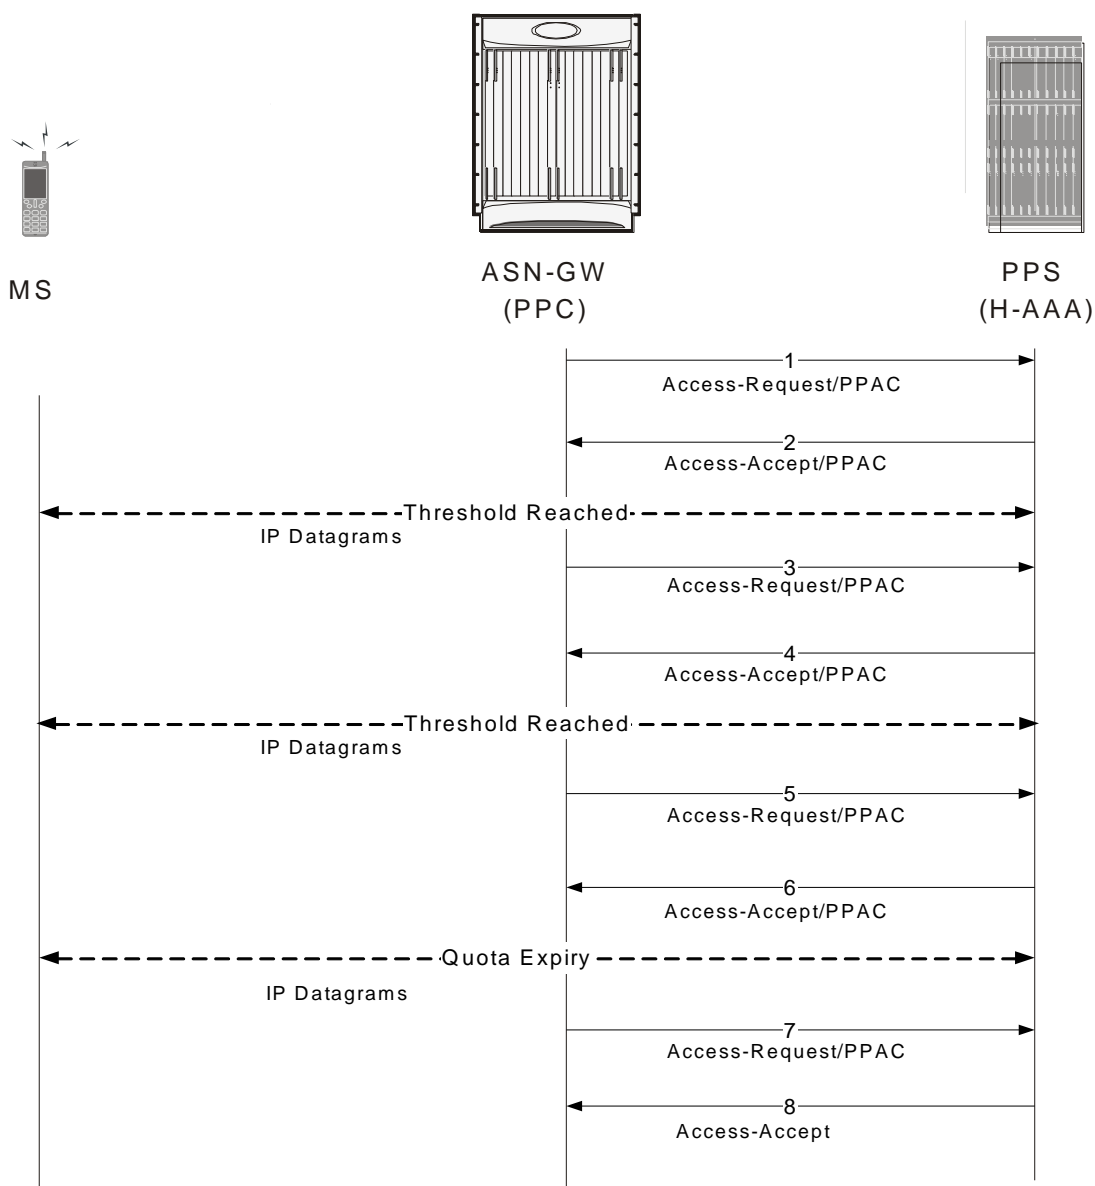 MS
ASN-GW
(PPC)
PPS
(H-AAA)
1
Access-Request/PPAC
2
Access-Accept/PPAC
Threshold Reached
IP Datagrams
3
Access-Request/PPAC
4
Access-Accept/PPAC
Threshold Reached
IP Datagrams
5
Access-Request/PPAC
6
Access-Accept/PPAC
Quota Expiry
IP Datagrams
7
Access-Request/PPAC
8
Access-Accept